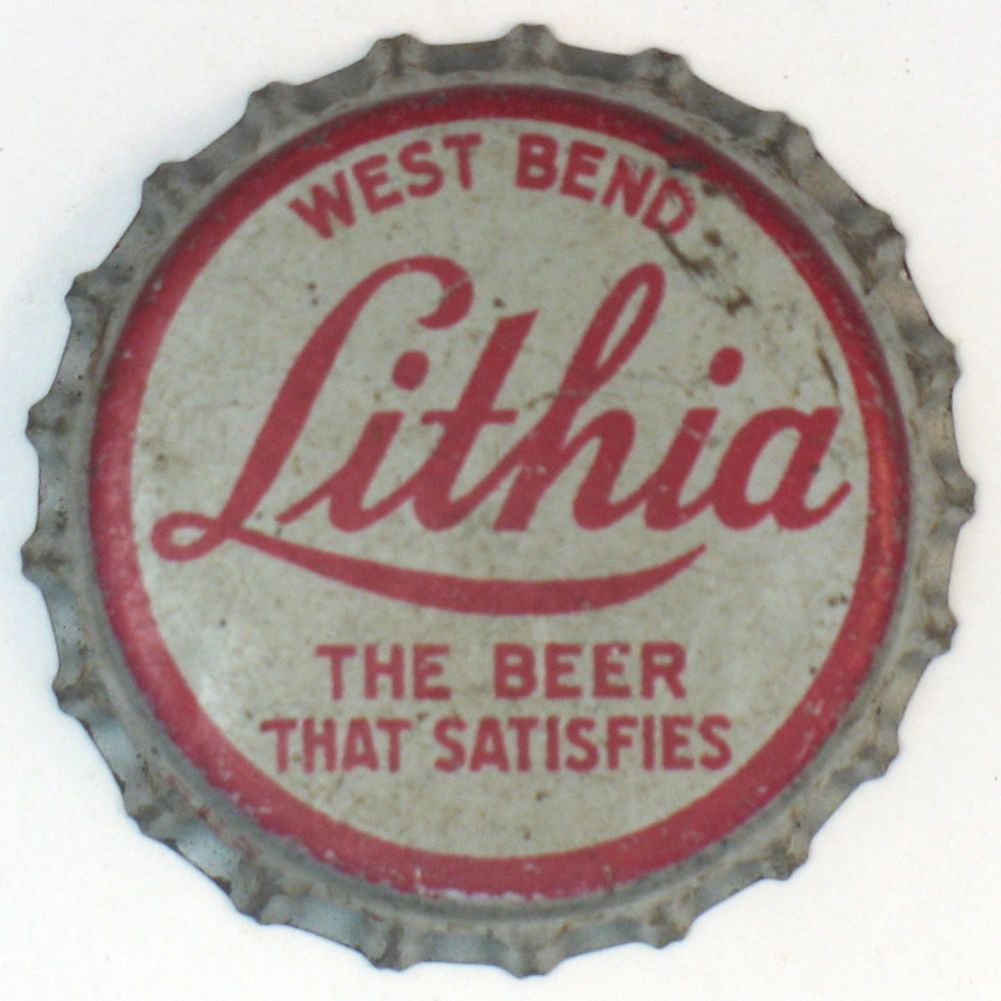 WEST BEND
Lithia
THE BEER
THAT SATISFIES